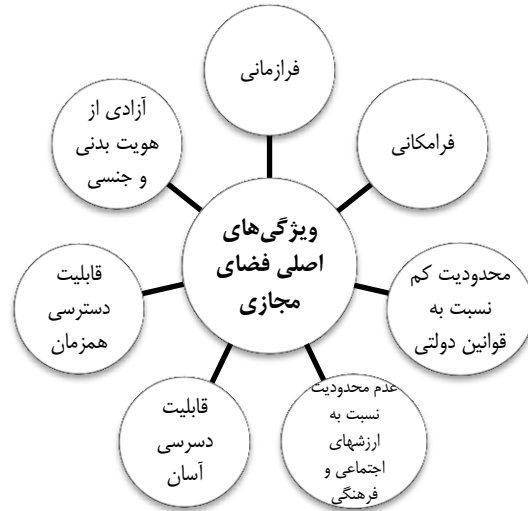 ویژگی‌های
اصلی فضای
مجازی
فرازمانی
فرامکانی
محدودیت کم
نسبت به
قوانین دولتی
عدم محدودیت
نسبت به
ارزشهای
اجتماعی و
فرهنگی
قابلیت
دسرسی
آسان
قابلیت
دسترسی
همزمان
آزادی از
هویت بدنی
و جنسی